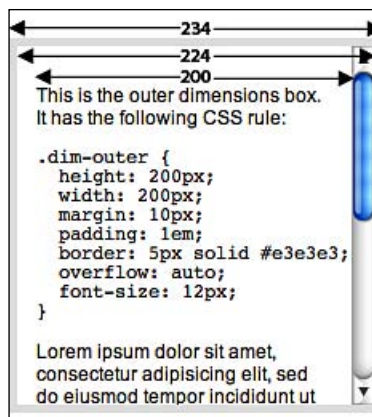 234
224
200
This is the outer dimensions box.
It has the following CSS rule:
.dim-outer {
height: 200px;
width: 200px;
margin: 10px;
padding: 1em;
border: 5px solid #e3e3e3;
overflow: auto;
font-size: 12px;
}
Lorem ipsum dolor sit amet,
consectetur adipisicing elit, sed
do eiusmod tempor incididunt ut